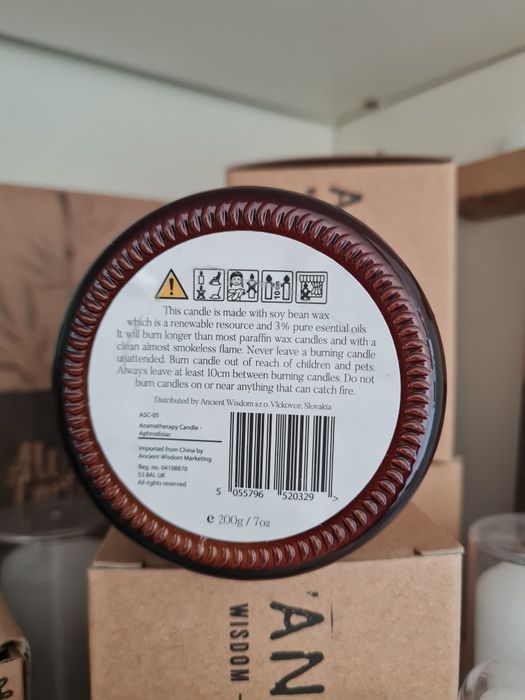 This candle is made with soy bean wax
which is a renewable resource and 3% pure esential oils
It will burn longer than most paraffin wax candles and with a
clean almost smokeless flame. Never leave a burning candle
unattended. Burn candle out of reach of children and pets.
Always leave at least 10cm between burning candles. Do not
burn candles on or near anything that can catch fire.
Distributed by Ancient Wisdom s.r.o. Vlckovce, Slovakia
ASC-05
Aromatherapy Candle -
Aphrodisiac
Imported from China by
Ancient Wisdom Marketing
Reg. no. 04108870
S3 8AL UK
All rights reserved
5 055796 520329 >
e 200g / 7oz
AN
WISDOM -